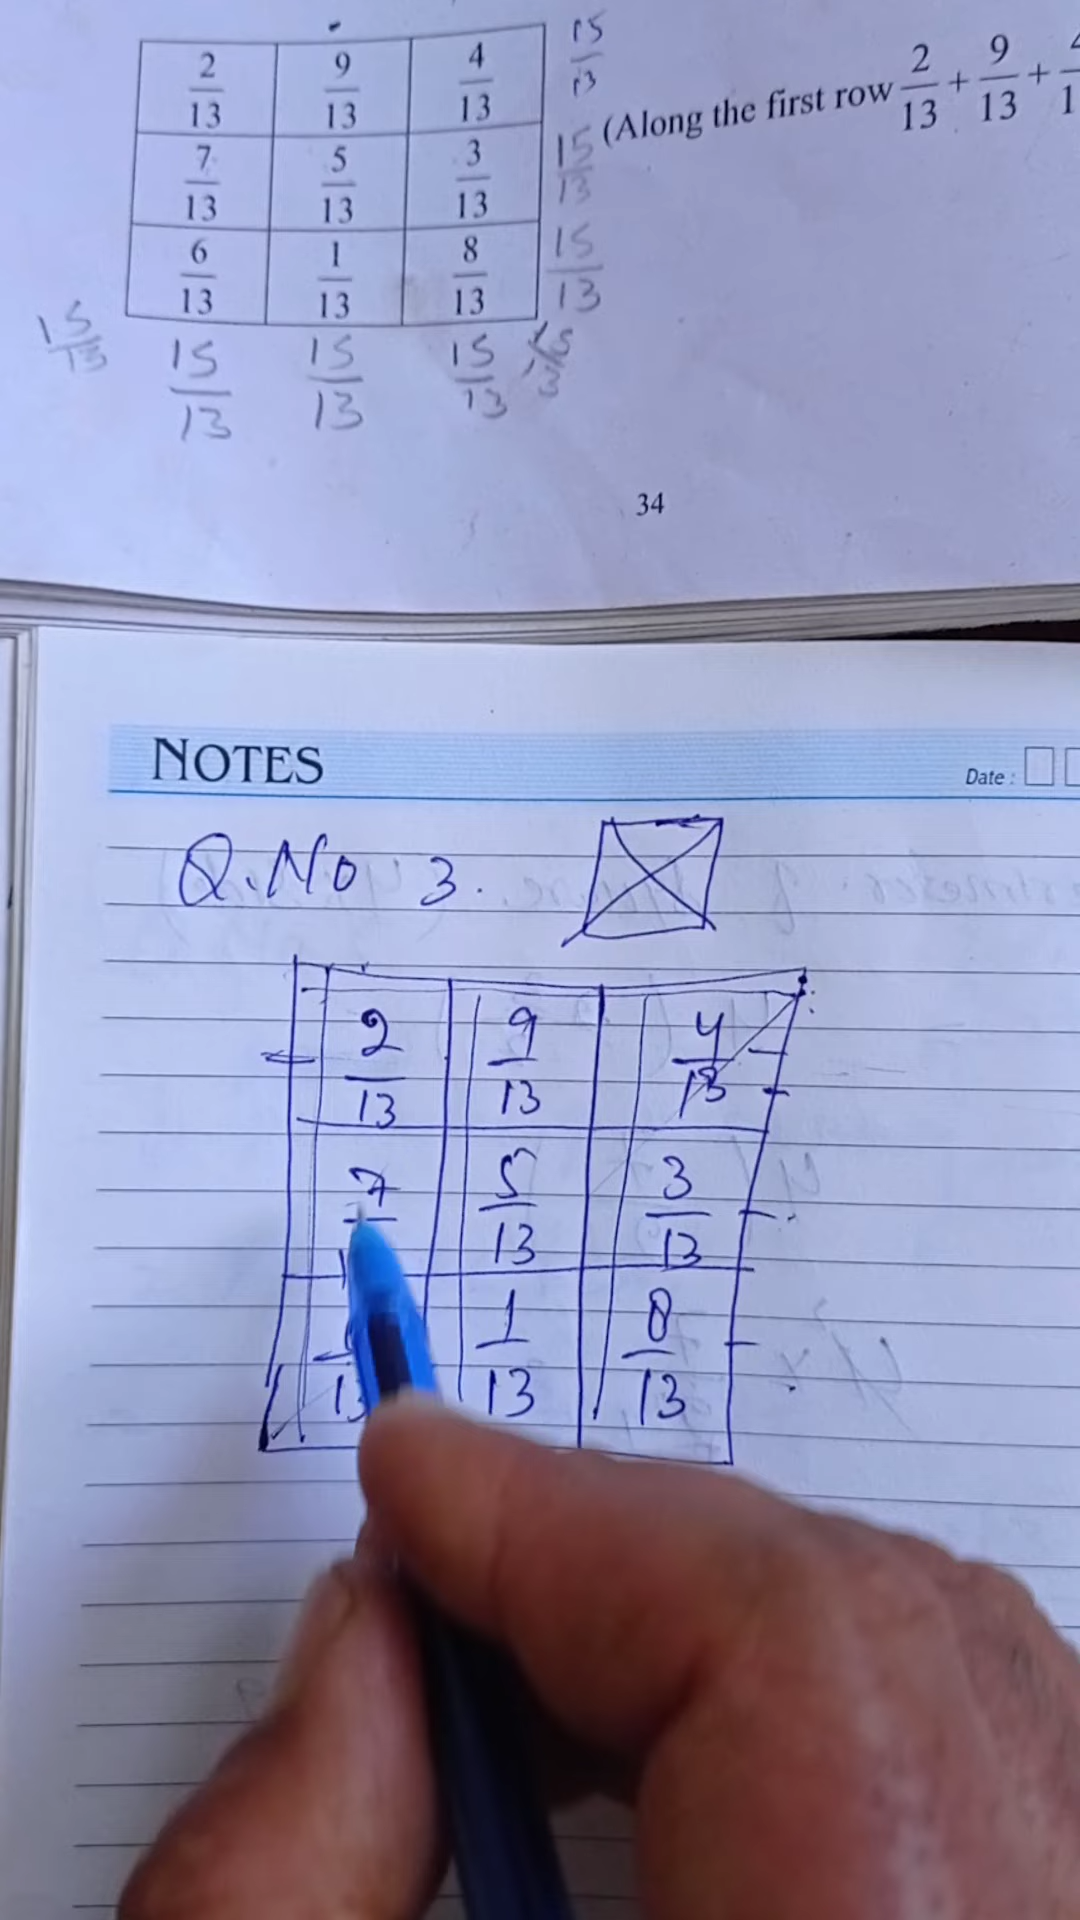 2/13 9/13 4/13 15/13
(Along the first row 2/13 + 9/13 +
7/13 5/13 3/13 15/13
6/13 1/13 8/13 15/13
15/13 15/13 15/13 15/13
34
NOTES
Date :
Q.No 3.
2/13 9/13 4/13
7 5/13 3/13
13 1/13 8/13